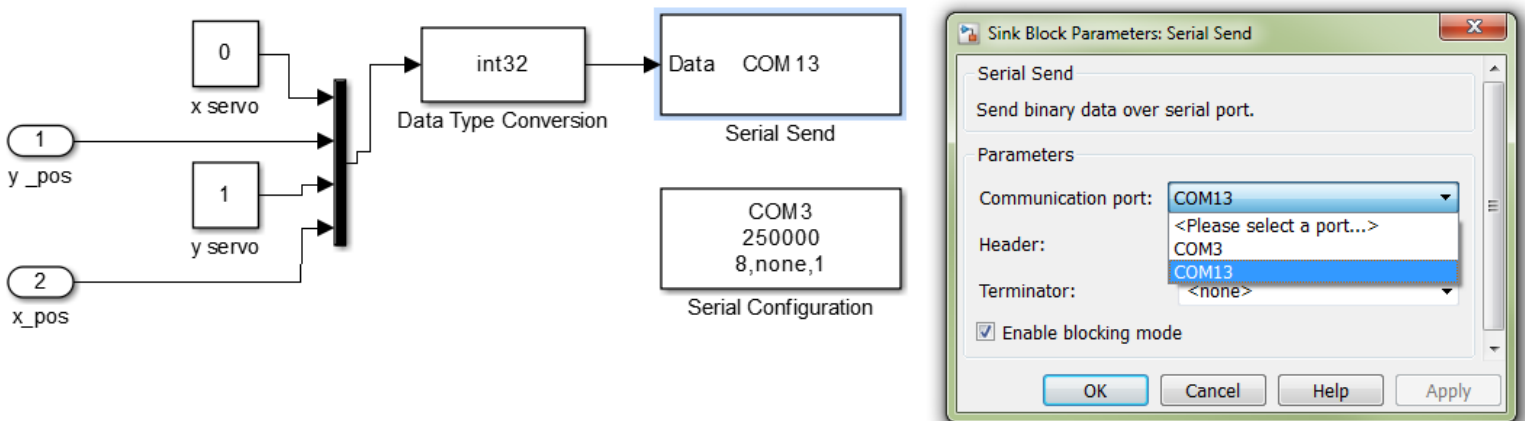 0
x servo
1
y _pos
1
y servo
2
x_pos
int32
Data Type Conversion
Data COM 13
Serial Send
COM3
250000
8,none,1
Serial Configuration
Sink Block Parameters: Serial Send
Serial Send
Send binary data over serial port.
Parameters
Communication port: COM13
<Please select a port...>
Header: COM3
COM13
Terminator: <none>
Enable blocking mode
OK Cancel Help Apply